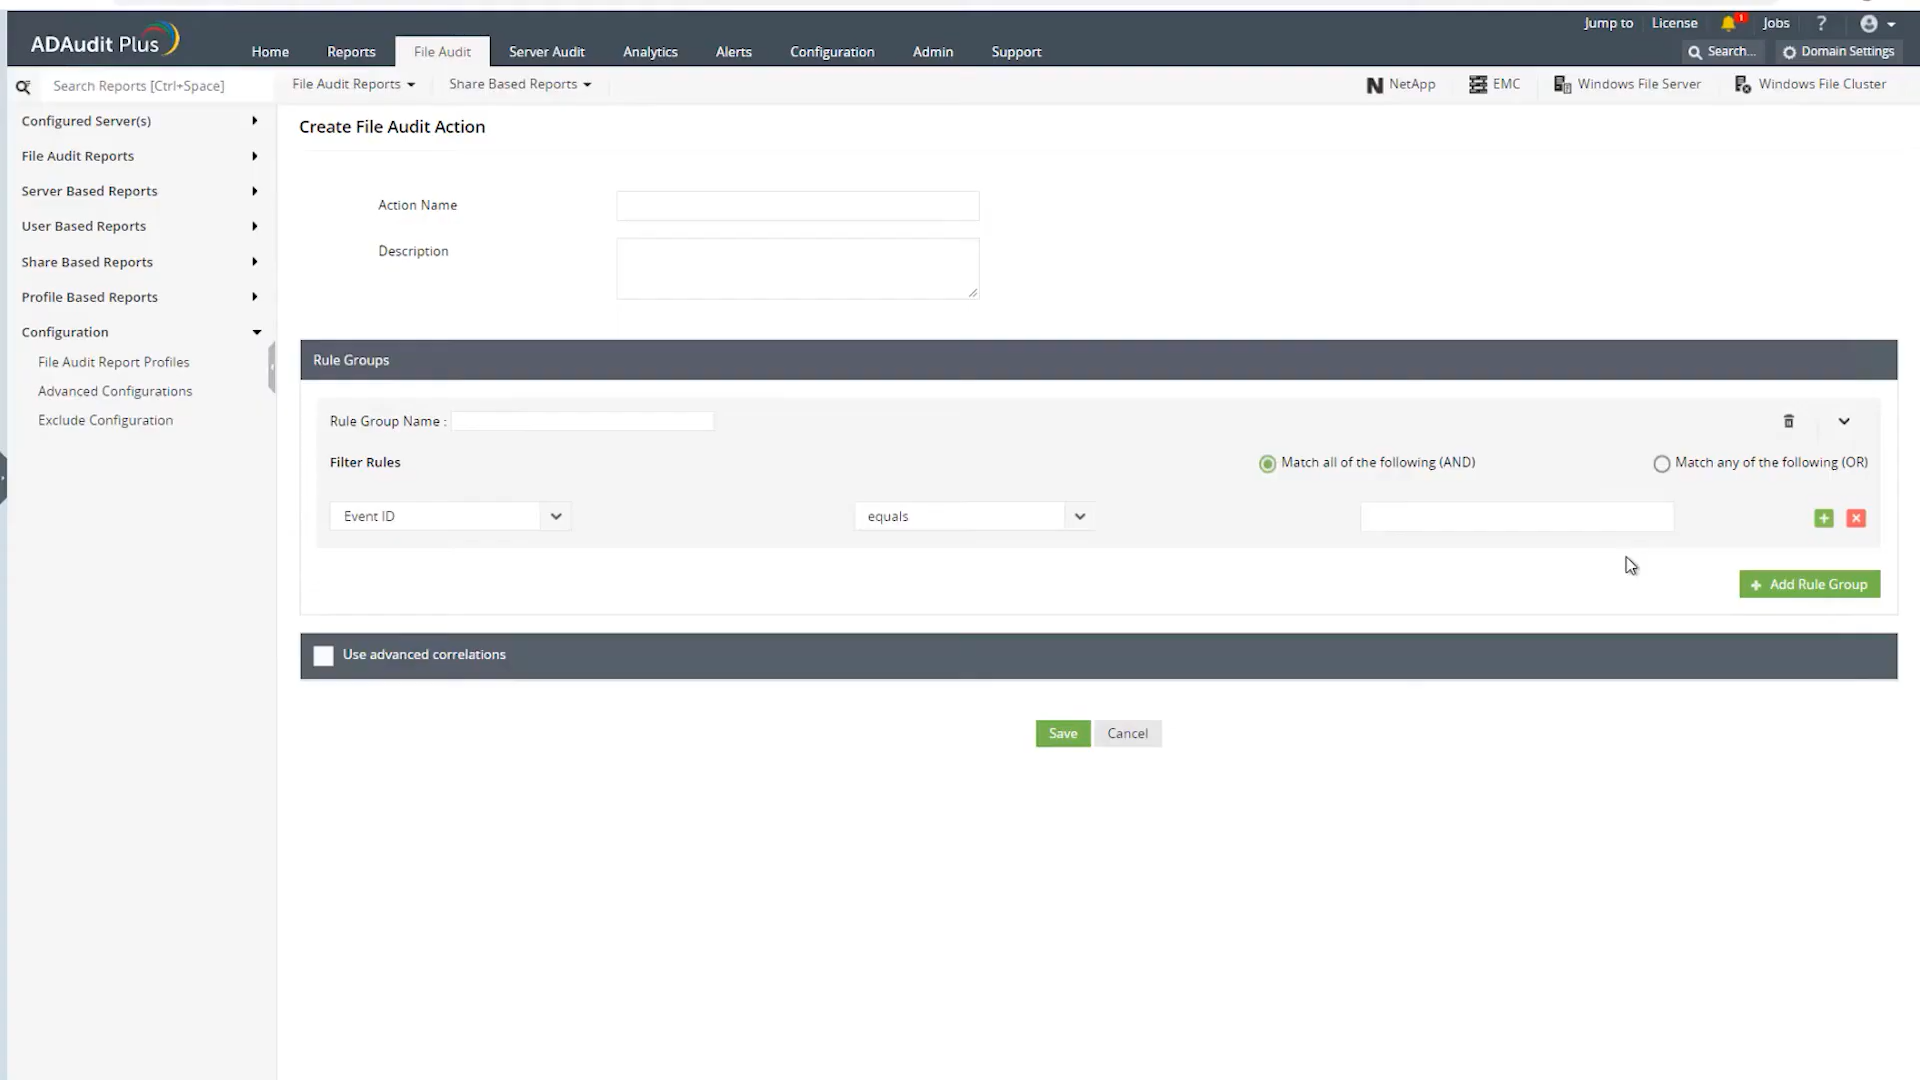 Jump to License 1 Jobs ?
ADAudit Plus
Home Reports File Audit Server Audit Analytics Alerts Configuration Admin Support Search... Domain Settings
Search Reports [Ctrl+Space] File Audit Reports Share Based Reports NetApp EMC Windows File Server Windows File Cluster
Configured Server(s)
File Audit Reports
Server Based Reports
User Based Reports
Share Based Reports
Profile Based Reports
Configuration
File Audit Report Profiles
Advanced Configurations
Exclude Configuration
Create File Audit Action
Action Name
Description
Rule Groups
Rule Group Name :
Filter Rules Match all of the following (AND) Match any of the following (OR)
Event ID equals
+ Add Rule Group
Use advanced correlations
Save Cancel